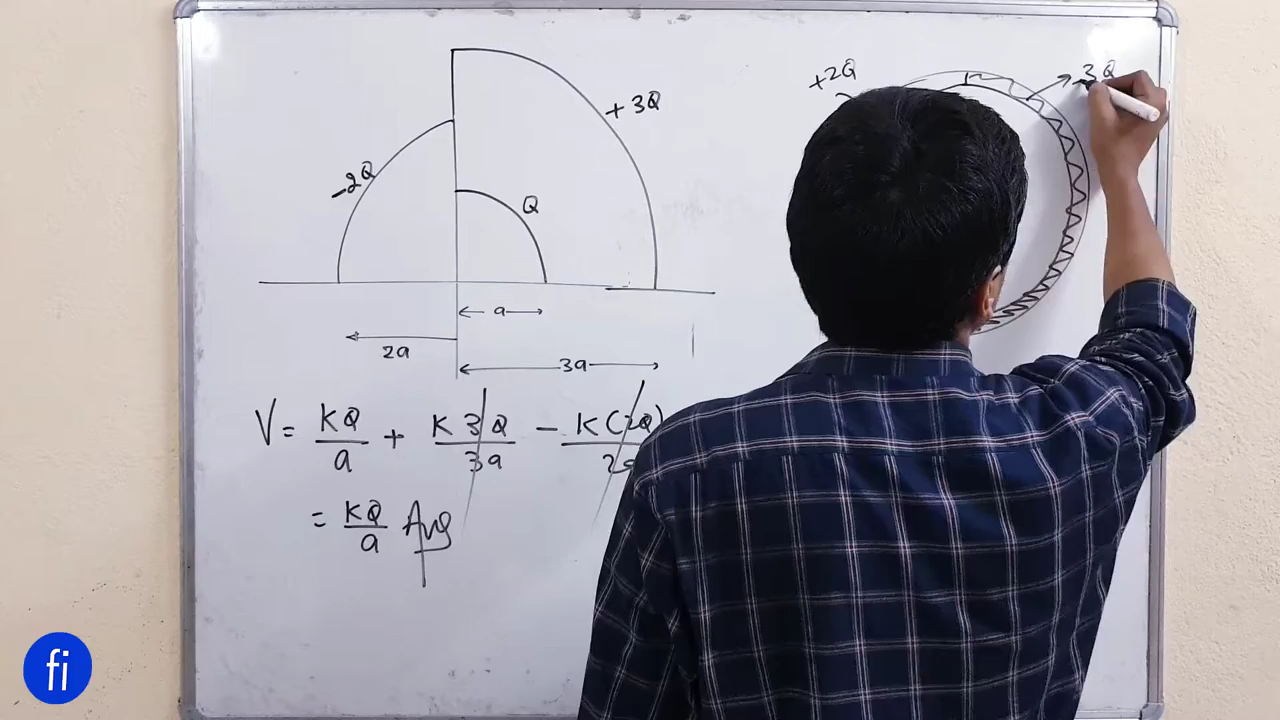 -2Q
+3Q
Q
a
2a
3a
V = KQ/a + K3Q/3a - K(2Q)/2a
= KQ/a Ans
+2Q
-3Q
fi